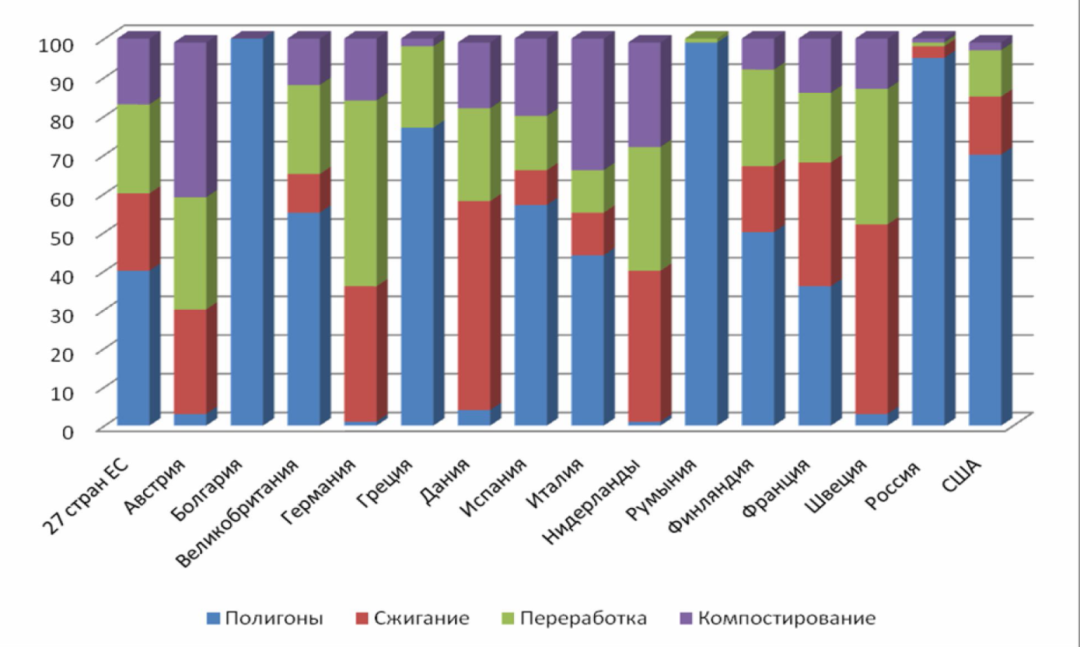 100
90
80
70
60
50
40
30
20
10
0
27 стран ЕС
Австрия
Болгария
Великобритания
Германия
Греция
Дания
Испания
Италия
Нидерланды
Румыния
Финляндия
Франция
Швеция
Россия
США
Полигоны Сжигание Переработка Компостирование